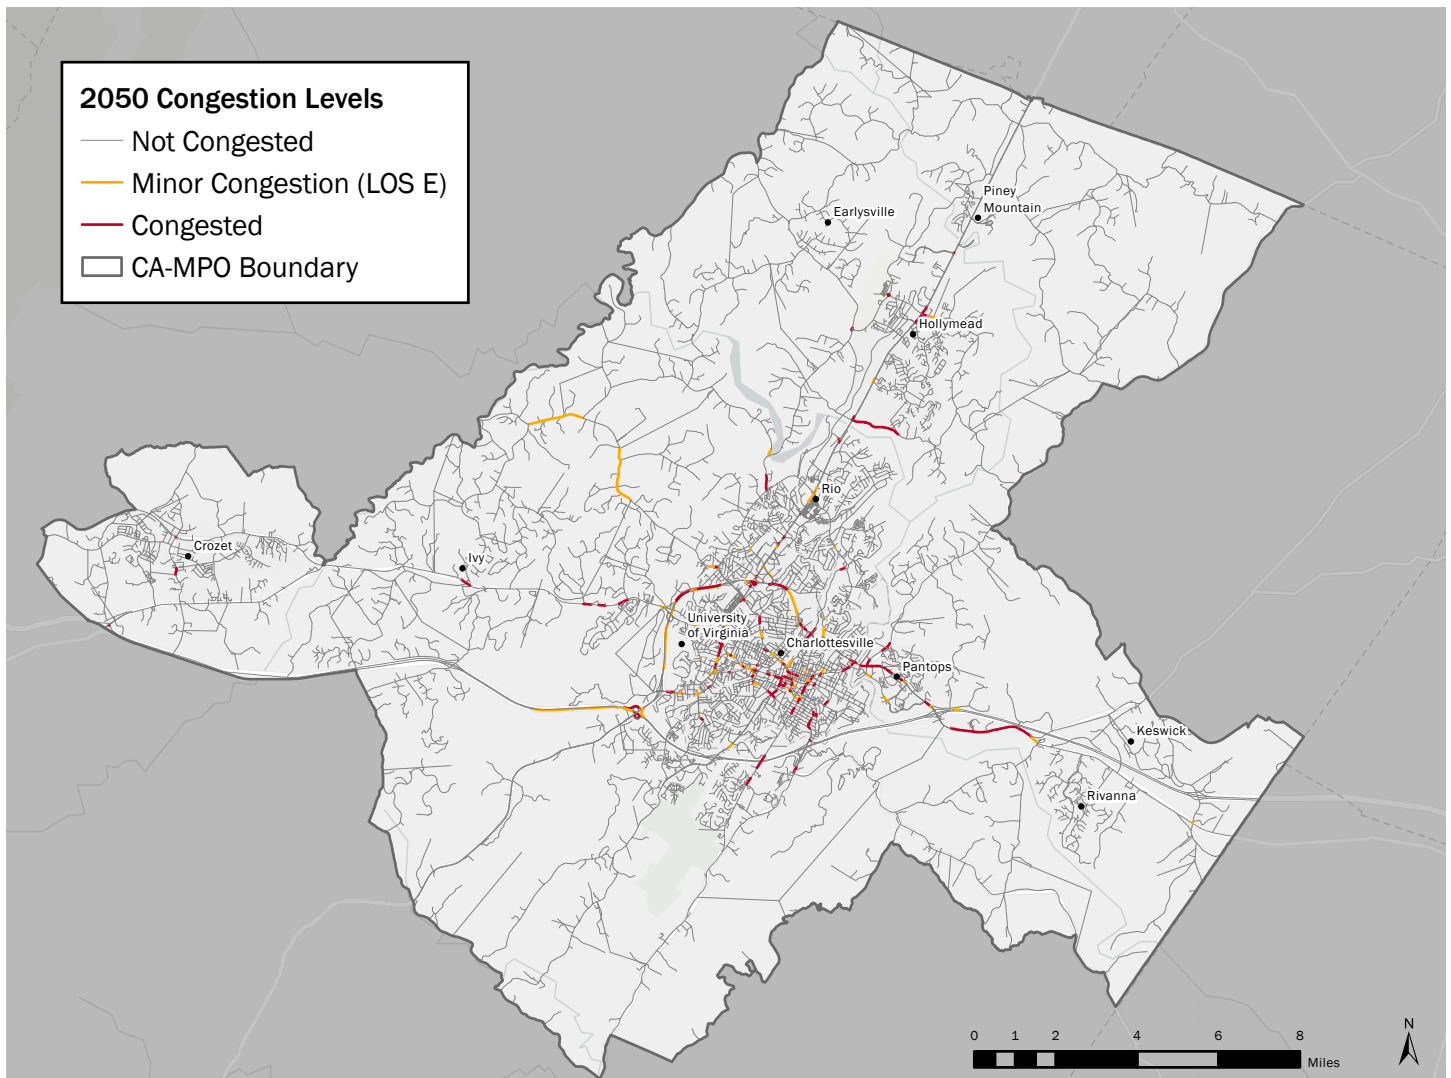 2050 Congestion Levels
Not Congested
Minor Congestion (LOS E)
Congested
CA-MPO Boundary
Piney
Mountain
Earlysville
Hollymead
Rio
Crozet
Ivy
University
of Virginia
Charlottesville
Pantops
Keswick
Rivanna
0 1 2 4 6 8
Miles
N